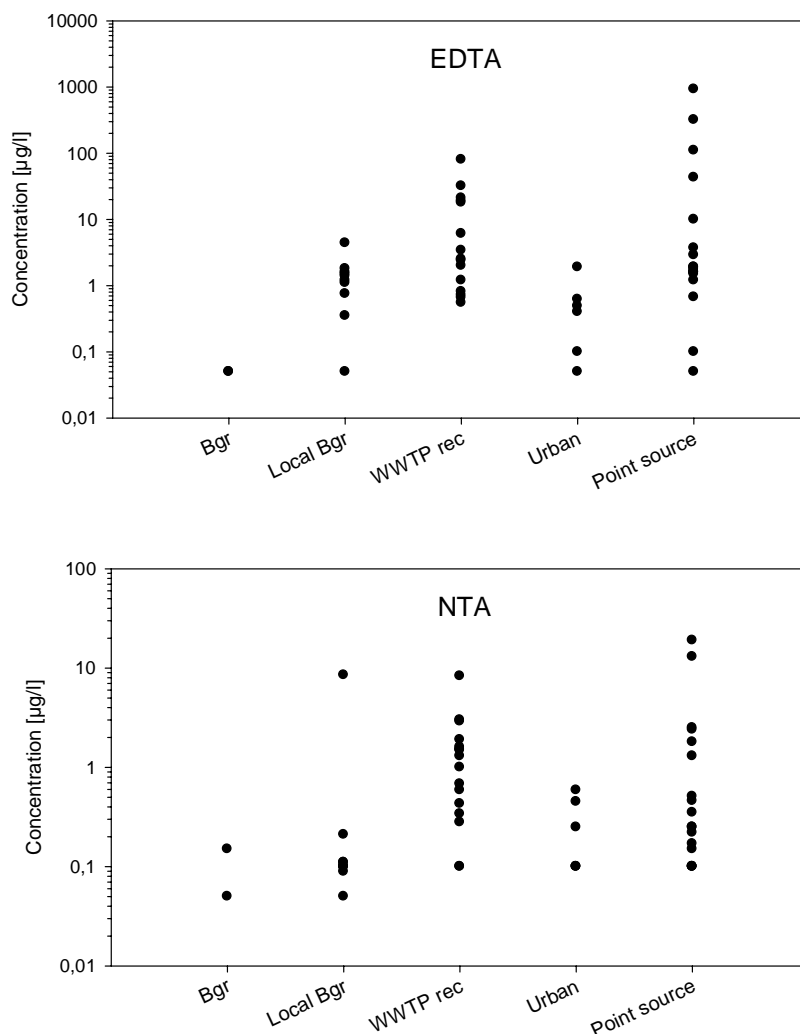 EDTA
Concentration [µg/l]
10000
1000
100
10
1
0,1
0,01
Bgr
Local Bgr
WWTP rec
Urban
Point source
NTA
Concentration [µg/l]
100
10
1
0,1
0,01
Bgr
Local Bgr
WWTP rec
Urban
Point source